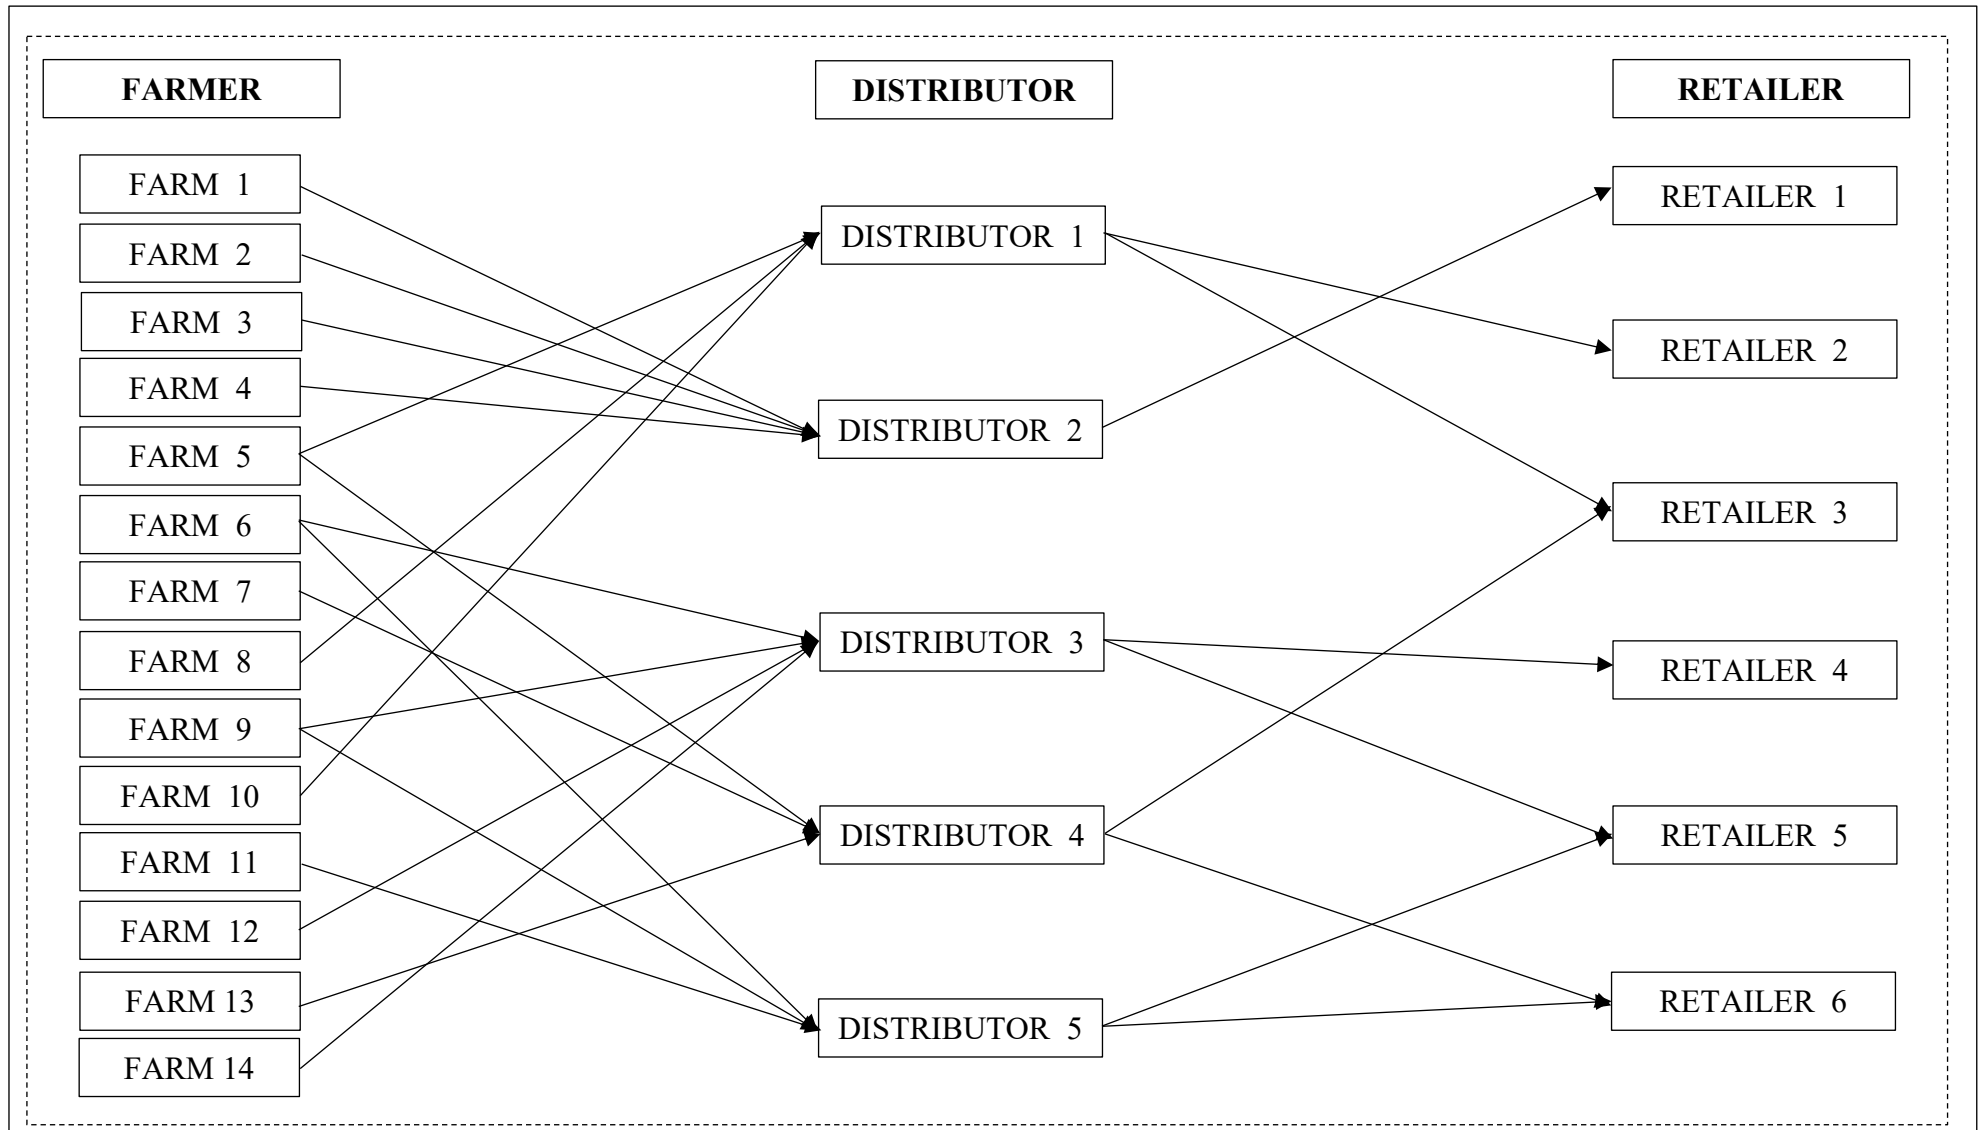 FARMER
DISTRIBUTOR
RETAILER
FARM 1
FARM 2
FARM 3
FARM 4
FARM 5
FARM 6
FARM 7
FARM 8
FARM 9
FARM 10
FARM 11
FARM 12
FARM 13
FARM 14
DISTRIBUTOR 1
DISTRIBUTOR 2
DISTRIBUTOR 3
DISTRIBUTOR 4
DISTRIBUTOR 5
RETAILER 1
RETAILER 2
RETAILER 3
RETAILER 4
RETAILER 5
RETAILER 6